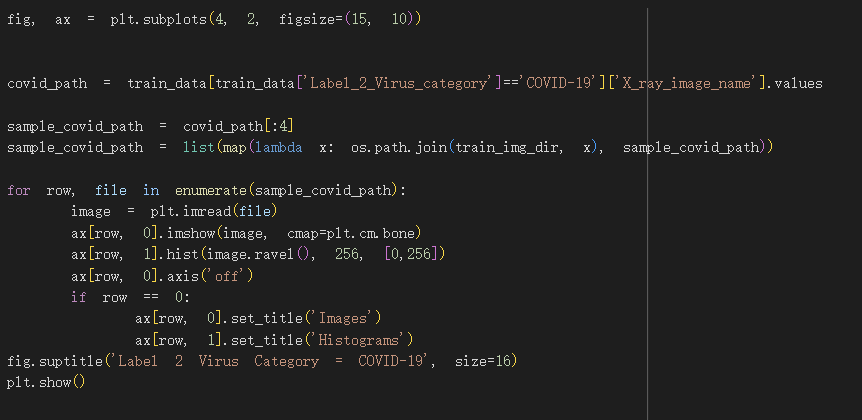 fig, ax = plt.subplots(4, 2, figsize=(15, 10))
covid_path = train_data[train_data['Label_2_Virus_category']=='COVID-19']['X_ray_image_name'].values
sample_covid_path = covid_path[:4]
sample_covid_path = list(map(lambda x: os.path.join(train_img_dir, x), sample_covid_path))
for row, file in enumerate(sample_covid_path):
    image = plt.imread(file)
    ax[row, 0].imshow(image, cmap=plt.cm.bone)
    ax[row, 1].hist(image.ravel(), 256, [0,256])
    ax[row, 0].axis('off')
    if row == 0:
        ax[row, 0].set_title('Images')
        ax[row, 1].set_title('Histograms')
fig.suptitle('Label 2 Virus Category = COVID-19', size=16)
plt.show()